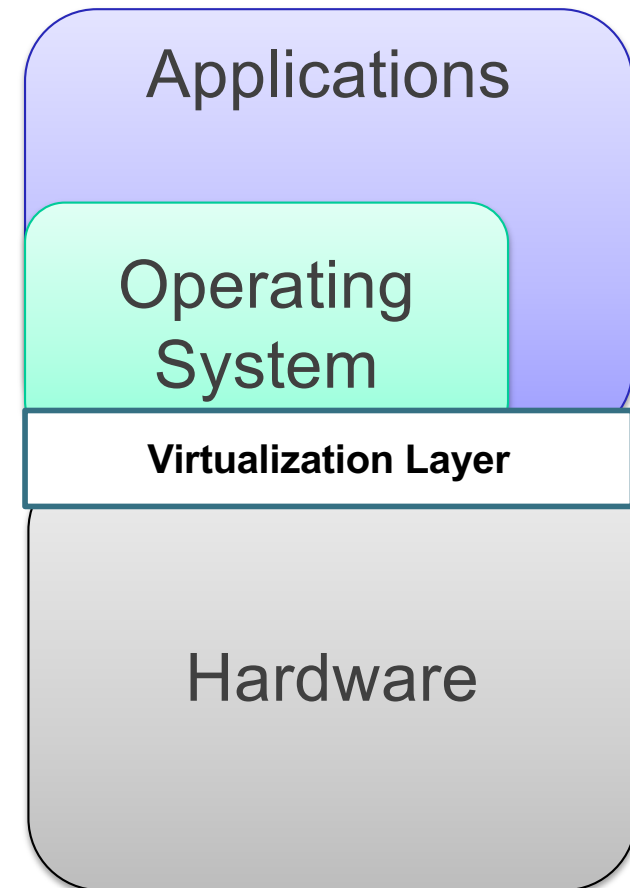 Applications
Operating
System
Virtualization Layer
Hardware